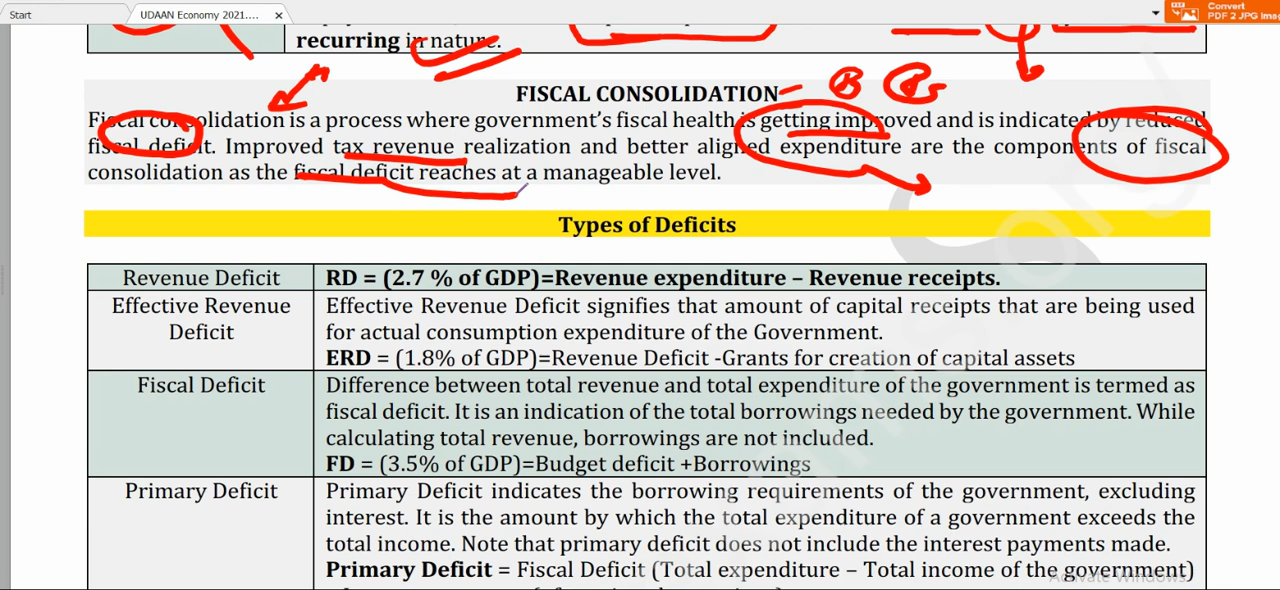 Start
UDAAN Economy 2021.... ×
Convert
PDF 2 JPG Imag
recurring in nature.
FISCAL CONSOLIDATION
Fiscal consolidation is a process where government's fiscal health is getting improved and is indicated by reduced
fiscal deficit. Improved tax revenue realization and better aligned expenditure are the components of fiscal
consolidation as the fiscal deficit reaches at a manageable level.
Types of Deficits
Revenue Deficit
RD = (2.7 % of GDP)=Revenue expenditure – Revenue receipts.
Effective Revenue
Deficit
Effective Revenue Deficit signifies that amount of capital receipts that are being used
for actual consumption expenditure of the Government.
ERD = (1.8% of GDP)=Revenue Deficit -Grants for creation of capital assets
Fiscal Deficit
Difference between total revenue and total expenditure of the government is termed as
fiscal deficit. It is an indication of the total borrowings needed by the government. While
calculating total revenue, borrowings are not included.
FD = (3.5% of GDP)=Budget deficit +Borrowings
Primary Deficit
Primary Deficit indicates the borrowing requirements of the government, excluding
interest. It is the amount by which the total expenditure of a government exceeds the
total income. Note that primary deficit does not include the interest payments made.
Primary Deficit = Fiscal Deficit (Total expenditure – Total income of the government)
Activate Windows